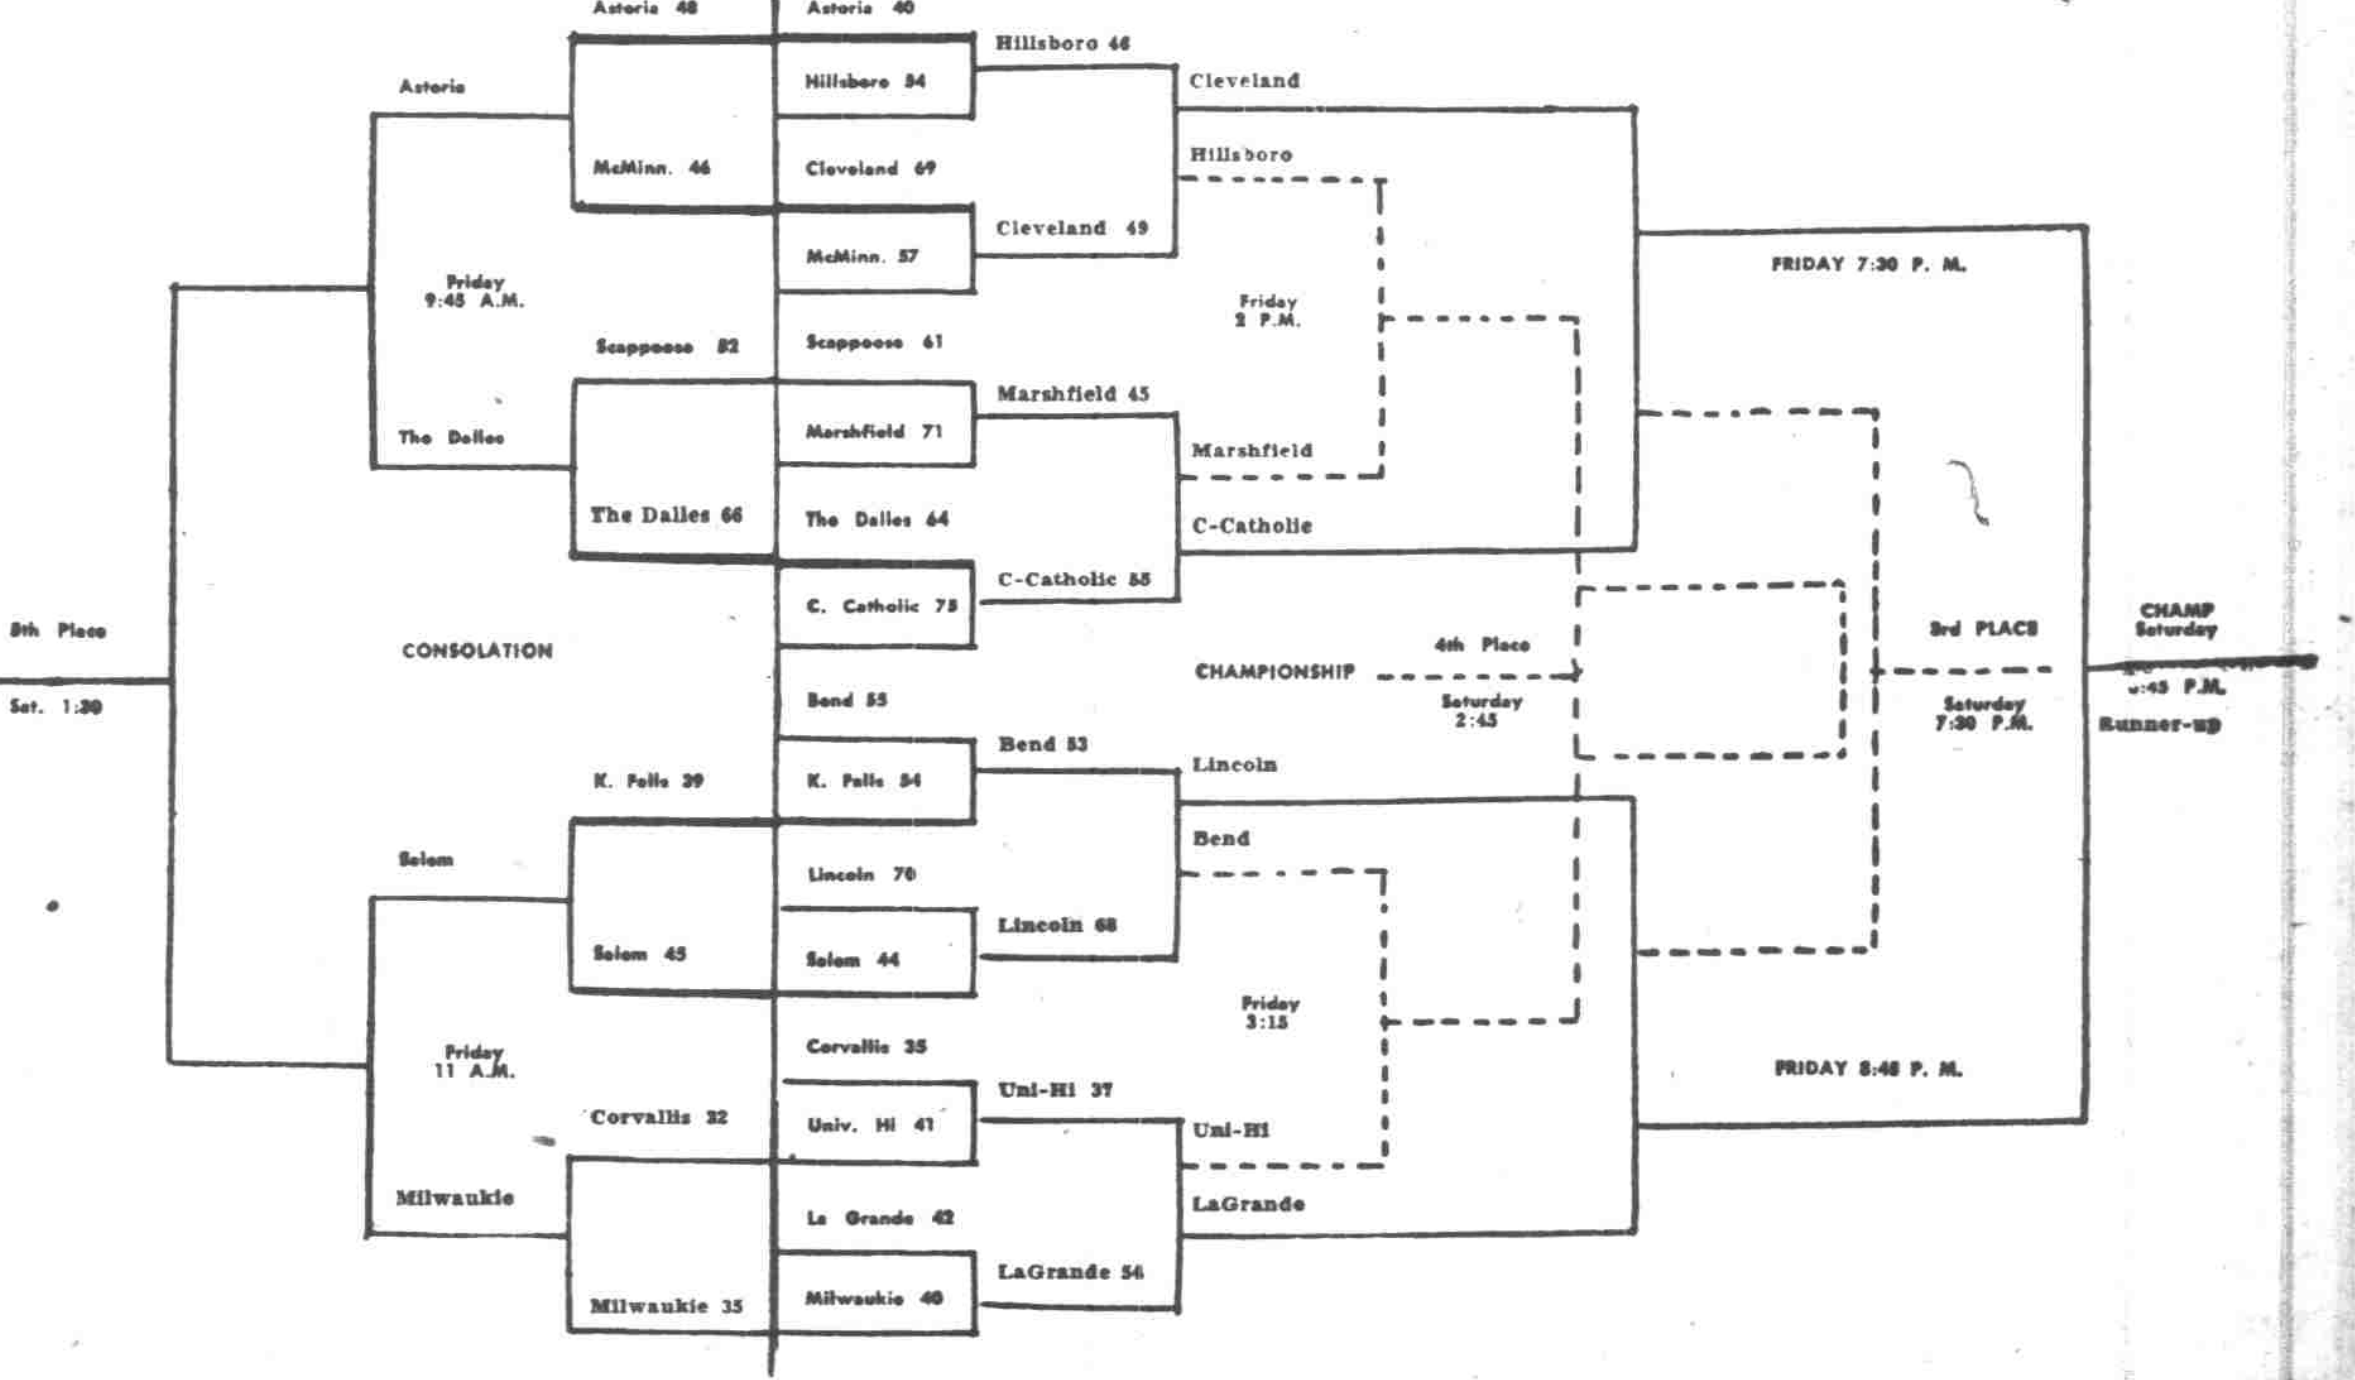 Astoria 48
Astoria
McMinn. 46
Friday
9:45 A.M.
Scappoose 52
The Dalles
The Dalles 66
5th Place
Sat. 1:30
CONSOLATION
K. Falls 39
Salem
Salem 45
Friday
11 A.M.
Corvallis 32
Milwaukie
Milwaukie 35
Astoria 40
Hillsboro 54
Cleveland 69
McMinn. 57
Scappoose 61
Marshfield 71
The Dalles 64
C. Catholic 75
Bend 55
K. Falls 54
Lincoln 70
Salem 44
Corvallis 35
Univ. Hi 41
La Grande 42
Milwaukie 40
Hillsboro 46
Cleveland 49
Marshfield 45
C-Catholic 55
Bend 53
Lincoln 68
Uni-Hi 37
LaGrande 54
Cleveland
Hillsboro
Friday
2 P.M.
Marshfield
C-Catholic
CHAMPIONSHIP
4th Place
Saturday
2:45
Lincoln
Bend
Friday
3:15
Uni-Hi
LaGrande
FRIDAY 7:30 P. M.
3rd PLACE
Saturday
7:30 P.M.
FRIDAY 8:45 P. M.
CHAMP
Saturday
P.M.
Runner-up